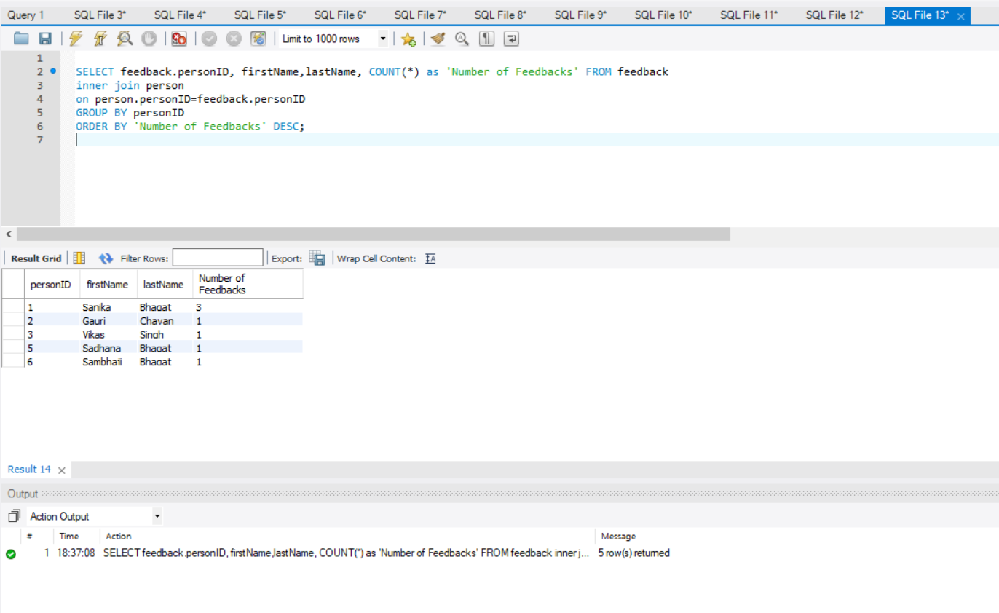 Query 1 SQL File 3* SQL File 4* SQL File 5* SQL File 6* SQL File 7* SQL File 8* SQL File 9* SQL File 10* SQL File 11* SQL File 12* SQL File 13*
Limit to 1000 rows
1
2 SELECT feedback.personID, firstName,lastName, COUNT(*) as 'Number of Feedbacks' FROM feedback
3 inner join person
4 on person.personID=feedback.personID
5 GROUP BY personID
6 ORDER BY 'Number of Feedbacks' DESC;
7
Result Grid Filter Rows: Export: Wrap Cell Content: IA
personID firstName lastName Number of
Feedbacks
1 Sanika Bhagat 3
2 Gauri Chavan 1
3 Vikas Singh 1
5 Sadhana Bhagat 1
6 Sambhaji Bhagat 1
Result 14
Output
Action Output
# Time Action Message
1 18:37:08 SELECT feedback.personID, firstName,lastName, COUNT(*) as 'Number of Feedbacks' FROM feedback inner j... 5 row(s) returned